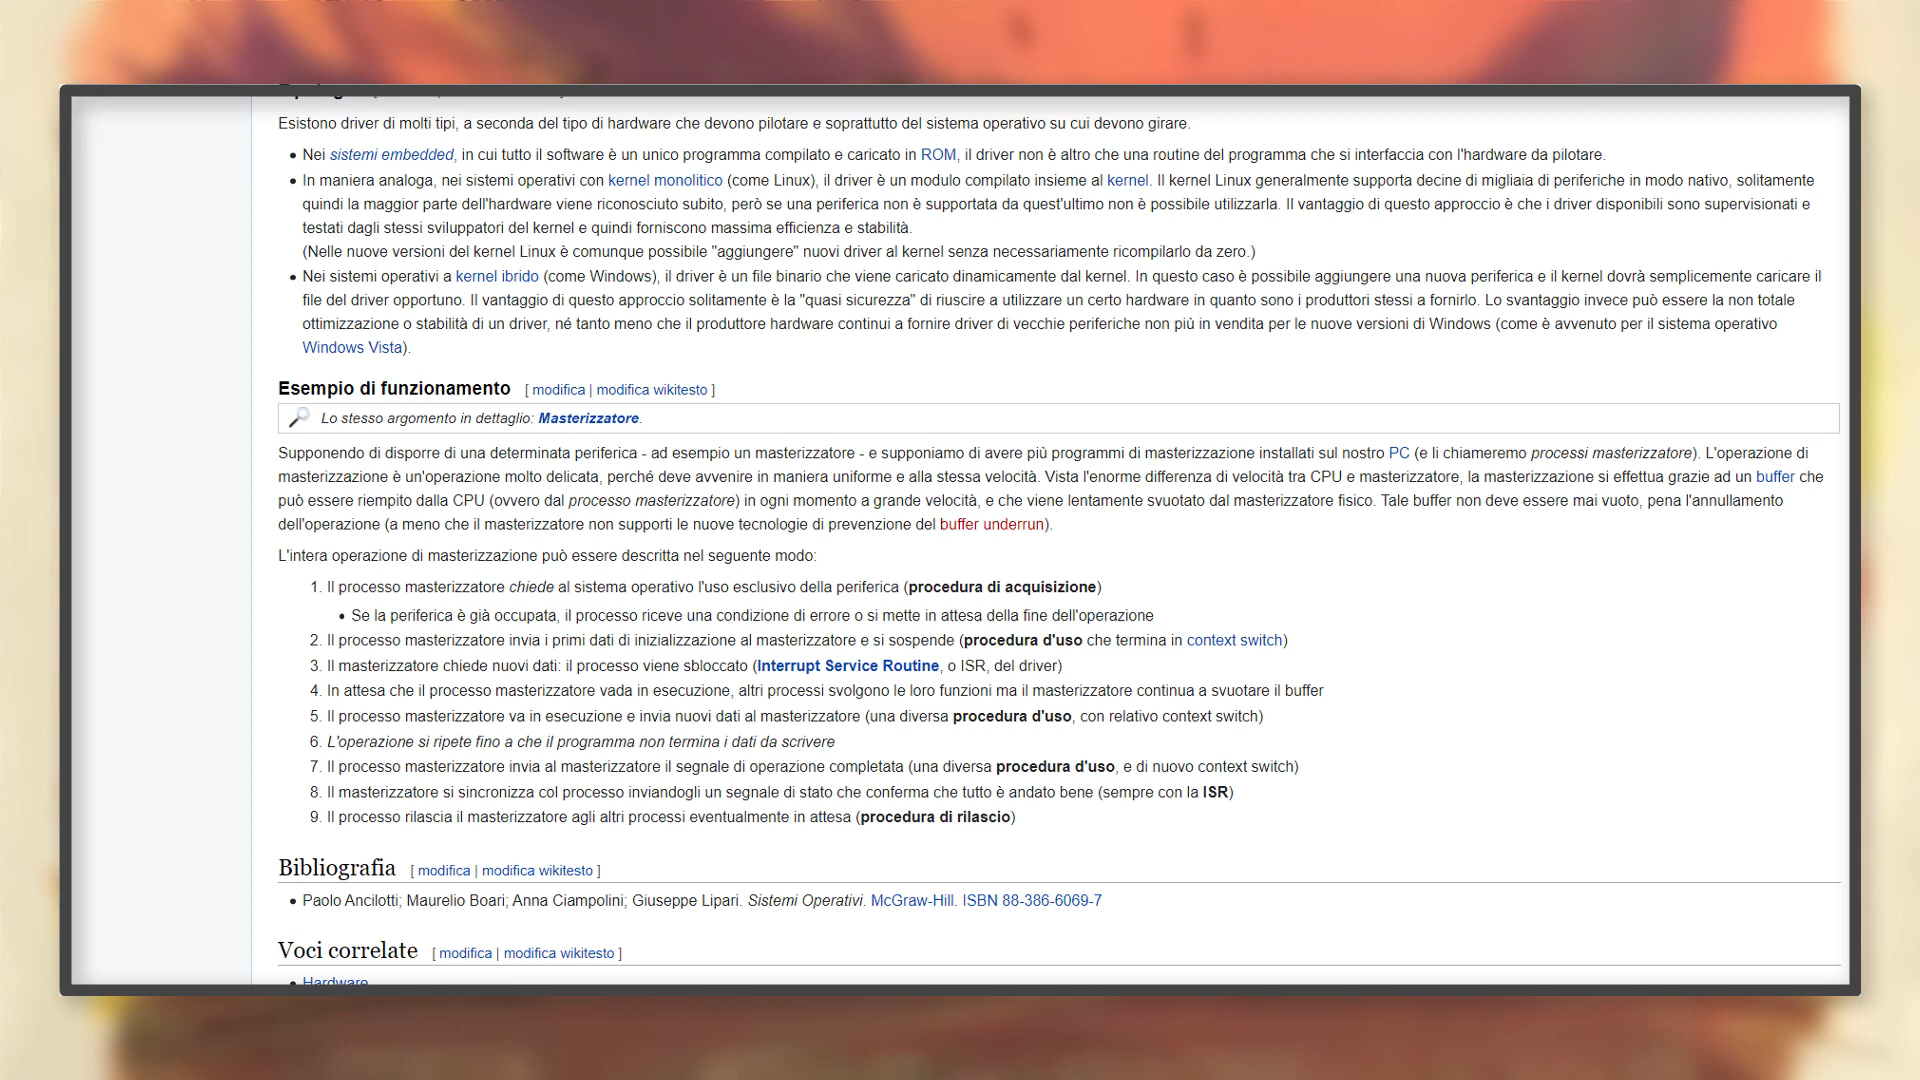 Esistono driver di molti tipi, a seconda del tipo di hardware che devono pilotare e soprattutto del sistema operativo su cui devono girare.
• Nei sistemi embedded, in cui tutto il software è un unico programma compilato e caricato in ROM, il driver non è altro che una routine del programma che si interfaccia con l'hardware da pilotare.
• In maniera analoga, nei sistemi operativi con kernel monolitico (come Linux), il driver è un modulo compilato insieme al kernel. Il kernel Linux generalmente supporta decine di migliaia di periferiche in modo nativo, solitamente
quindi la maggior parte dell'hardware viene riconosciuto subito, però se una periferica non è supportata da quest'ultimo non è possibile utilizzarla. Il vantaggio di questo approccio è che i driver disponibili sono supervisionati e
testati dagli stessi sviluppatori del kernel e quindi forniscono massima efficienza e stabilità.
(Nelle nuove versioni del kernel Linux è comunque possibile "aggiungere" nuovi driver al kernel senza necessariamente ricompilarlo da zero.)
• Nei sistemi operativi a kernel ibrido (come Windows), il driver è un file binario che viene caricato dinamicamente dal kernel. In questo caso è possibile aggiungere una nuova periferica e il kernel dovrà semplicemente caricare il
file del driver opportuno. Il vantaggio di questo approccio solitamente è la "quasi sicurezza" di riuscire a utilizzare un certo hardware in quanto sono i produttori stessi a fornirlo. Lo svantaggio invece può essere la non totale
ottimizzazione o stabilità di un driver, né tanto meno che il produttore hardware continui a fornire driver di vecchie periferiche non più in vendita per le nuove versioni di Windows (come è avvenuto per il sistema operativo
Windows Vista).
Esempio di funzionamento [ modifica | modifica wikitesto ]
Lo stesso argomento in dettaglio: Masterizzatore.
Supponendo di disporre di una determinata periferica - ad esempio un masterizzatore - e supponiamo di avere più programmi di masterizzazione installati sul nostro PC (e li chiameremo processi masterizzatore). L'operazione di
masterizzazione è un'operazione molto delicata, perché deve avvenire in maniera uniforme e alla stessa velocità. Vista l'enorme differenza di velocità tra CPU e masterizzatore, la masterizzazione si effettua grazie ad un buffer che
può essere riempito dalla CPU (ovvero dal processo masterizzatore) in ogni momento a grande velocità, e che viene lentamente svuotato dal masterizzatore fisico. Tale buffer non deve essere mai vuoto, pena l'annullamento
dell'operazione (a meno che il masterizzatore non supporti le nuove tecnologie di prevenzione del buffer underrun).
L'intera operazione di masterizzazione può essere descritta nel seguente modo:
1. Il processo masterizzatore chiede al sistema operativo l'uso esclusivo della periferica (procedura di acquisizione)
• Se la periferica è già occupata, il processo riceve una condizione di errore o si mette in attesa della fine dell'operazione
2. Il processo masterizzatore invia i primi dati di inizializzazione al masterizzatore e si sospende (procedura d'uso che termina in context switch)
3. Il masterizzatore chiede nuovi dati: il processo viene sbloccato (Interrupt Service Routine, o ISR, del driver)
4. In attesa che il processo masterizzatore vada in esecuzione, altri processi svolgono le loro funzioni ma il masterizzatore continua a svuotare il buffer
5. Il processo masterizzatore va in esecuzione e invia nuovi dati al masterizzatore (una diversa procedura d'uso, con relativo context switch)
6. L'operazione si ripete fino a che il programma non termina i dati da scrivere
7. Il processo masterizzatore invia al masterizzatore il segnale di operazione completata (una diversa procedura d'uso, e di nuovo context switch)
8. Il masterizzatore si sincronizza col processo inviandogli un segnale di stato che conferma che tutto è andato bene (sempre con la ISR)
9. Il processo rilascia il masterizzatore agli altri processi eventualmente in attesa (procedura di rilascio)
Bibliografia [ modifica | modifica wikitesto ]
• Paolo Ancilotti; Maurelio Boari; Anna Ciampolini; Giuseppe Lipari. Sistemi Operativi. McGraw-Hill. ISBN 88-386-6069-7
Voci correlate [ modifica | modifica wikitesto ]
• Hardware